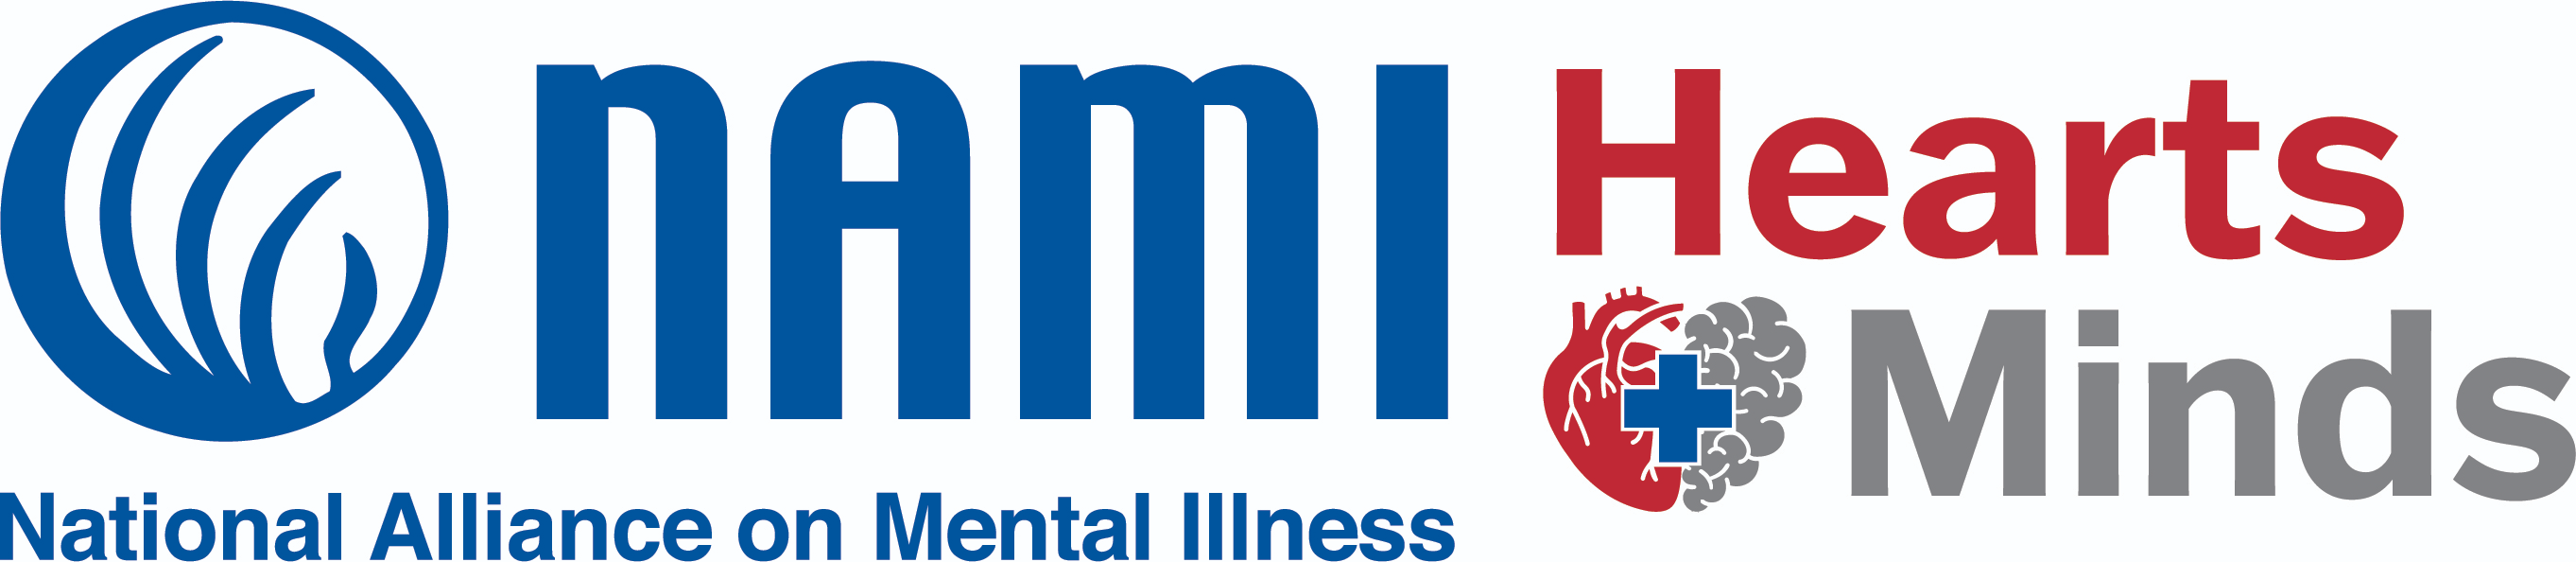 NAMI
National Alliance on Mental Illness
Hearts
Minds